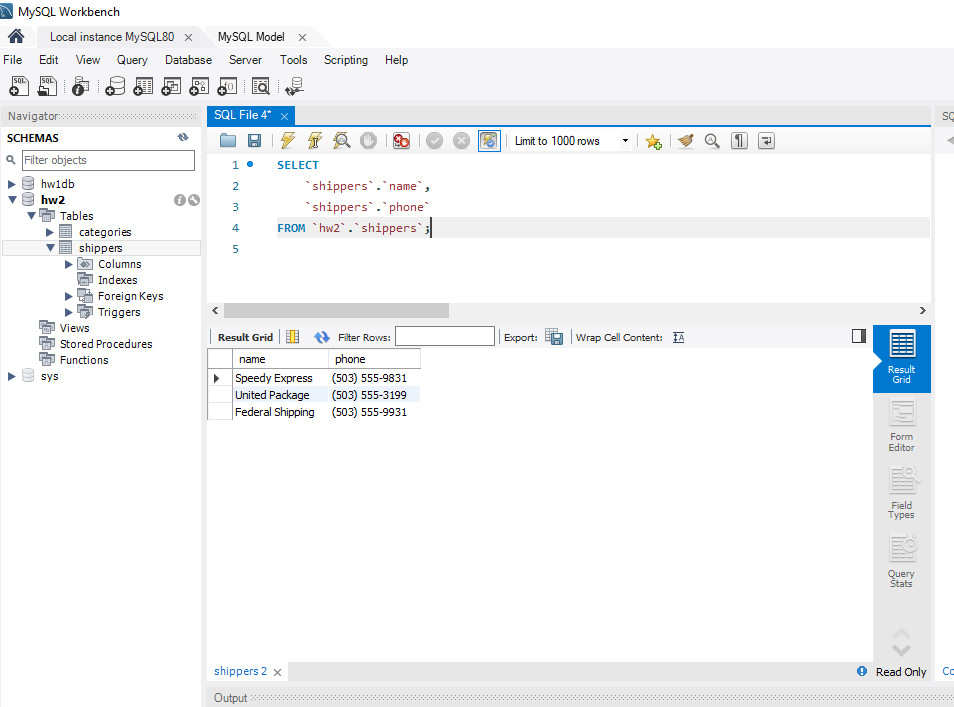 MySQL Workbench
Local instance MySQL80
MySQL Model
File Edit View Query Database Server Tools Scripting Help
Navigator
SCHEMAS
Filter objects
hw1db
hw2
Tables
categories
shippers
Columns
Indexes
Foreign Keys
Triggers
Views
Stored Procedures
Functions
sys
SQL File 4*
Limit to 1000 rows
1 SELECT
2 `shippers`.`name`,
3 `shippers`.`phone`
4 FROM `hw2`.`shippers`;
5
Result Grid Filter Rows: Export: Wrap Cell Content:
name phone
Speedy Express (503) 555-9831
United Package (503) 555-3199
Federal Shipping (503) 555-9931
Result
Grid
Form
Editor
Field
Types
Query
Stats
shippers 2
Read Only
Output